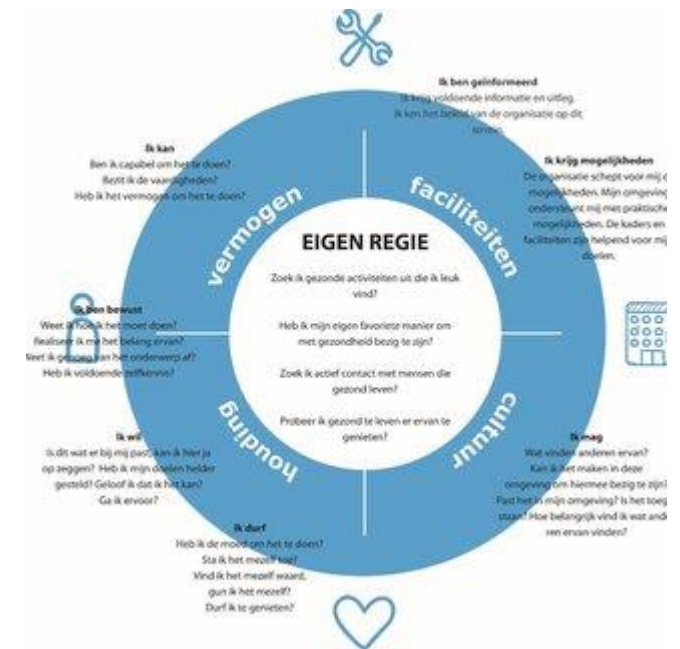 Ik ben geïnformeerd
Ik krijg voldoende informatie en uitleg.
Ik ken het beleid van de organisatie op dit
terrein.
Ik krijg mogelijkheden
De organisatie schept voor mij
mogelijkheden. Mijn omgeving
ondersteunt mij met praktische
mogelijkheden. De kaders en
faciliteiten zijn helpend voor mijn
doelen.
Ik kan
Ben ik capabel om het te doen?
Bezit ik de vaardigheden?
Heb ik het vermogen om het te doen?
vermogen
faciliteiten
EIGEN REGIE
Zoek ik gezonde activiteiten uit die ik leuk
vind?
Heb ik mijn eigen favoriete manier om
met gezondheid bezig te zijn?
Zoek ik actief contact met mensen die
gezond leven?
Probeer ik gezond te leven er ervan te
genieten?
Ik ben bewust
Weet ik hoe ik het moet doen?
Realiseer ik me het belang ervan?
Weet ik genoeg van het onderwerp af?
Heb ik voldoende zelfkennis?
houding
cultuur
Ik wil
Is dit wat er bij mij past, kan ik hier ja
op zeggen? Heb ik mijn doelen helder
gesteld? Geloof ik dat ik het kan?
Ga ik ervoor?
Ik mag
Wat vinden anderen ervan?
Kan ik het maken in deze
omgeving om hiermee bezig te zijn?
Past het in mijn omgeving? Is het toege
staan? Hoe belangrijk vind ik wat ande
ren ervan vinden?
Ik durf
Heb ik de moed om het te doen?
Sta ik het mezelf toe?
Vind ik het mezelf waard,
gun ik het mezelf?
Durf ik te genieten?